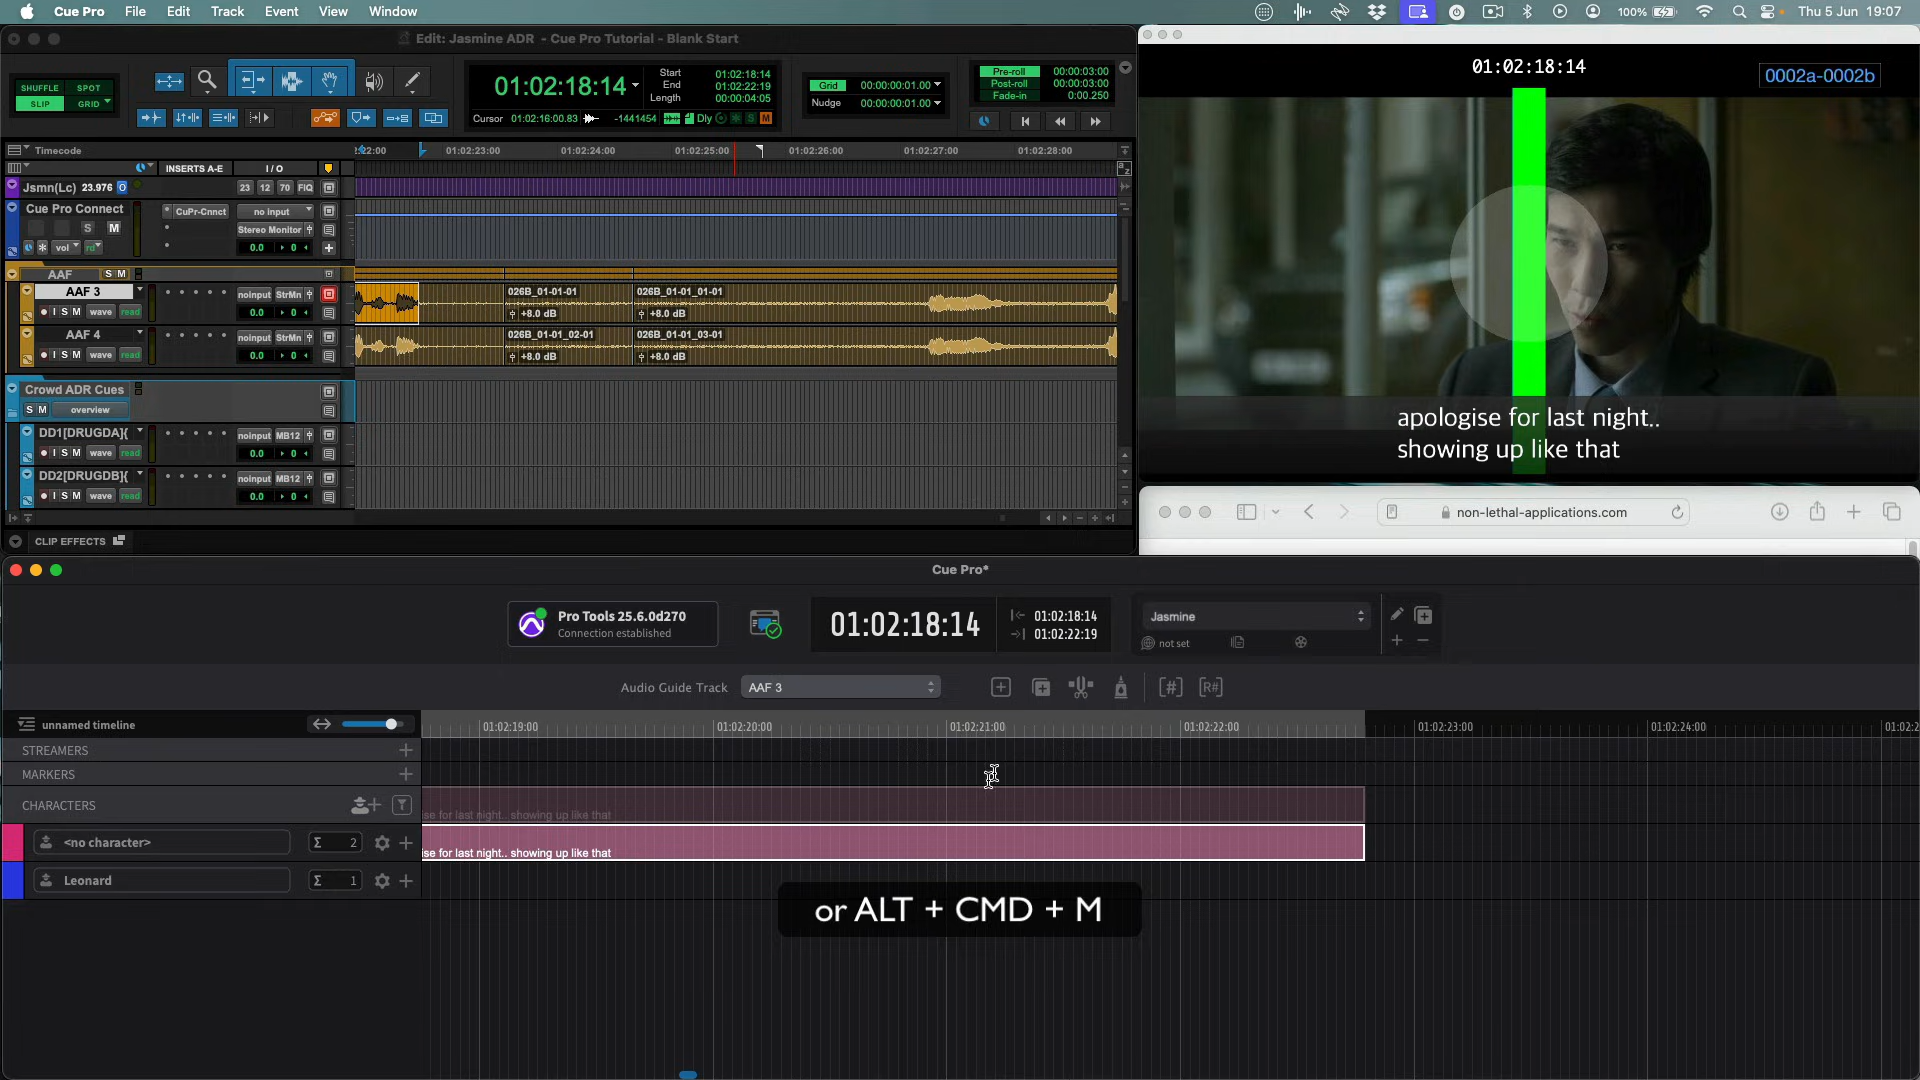 Cue Pro File Edit Track Event View Window
100% Thu 5 Jun 19:07
Edit: Jasmine ADR - Cue Pro Tutorial - Blank Start
SHUFFLE SPOT
SLIP GRID
01:02:18:14
Start 01:02:18:14
End 01:02:22:19
Length 00:00:04:05
Cursor 01:02:16:00.83 -1441454 Dly S M
Grid 00:00:00:01.00
Nudge 00:00:00:01.00
Pre-roll 00:00:03:00
Post-roll 00:00:03:00
Fade-in 0:00.250
Timecode
01:02:23:00 01:02:24:00 01:02:25:00 01:02:26:00 01:02:27:00 01:02:28:00
INSERTS A-E I / O
Jsmn(Lc) 23.976 O 23 12 70 FIQ
Cue Pro Connect CuPr-Cnnct no input
S M Stereo Monitor
vol rd 0.0 0
AAF S M
AAF 3 noInput StrMn
I S M wave read 0.0 0
026B_01-01-01 026B_01-01_01-01
+8.0 dB +8.0 dB
AAF 4 noInput StrMn
I S M wave read 0.0 0
026B_01-01_02-01 026B_01-01_03-01
+8.0 dB +8.0 dB
Crowd ADR Cues
S M overview
DD1[DRUGDA]( noInput MB12
I S M wave read 0.0 0
DD2[DRUGDB]( noInput MB12
I S M wave read 0.0 0
CLIP EFFECTS
01:02:18:14
0002a-0002b
apologise for last night..
showing up like that
non-lethal-applications.com
Cue Pro*
Pro Tools 25.6.0d270
Connection established
01:02:18:14
01:02:18:14
01:02:22:19
Jasmine
not set
Audio Guide Track AAF 3
[#] [R#]
unnamed timeline
01:02:19:00 01:02:20:00 01:02:21:00 01:02:22:00 01:02:23:00 01:02:24:00 01:02:2
STREAMERS
MARKERS
CHARACTERS
se for last night.. showing up like that
<no character> Σ 2
ise for last night.. showing up like that
Leonard Σ 1
or ALT + CMD + M